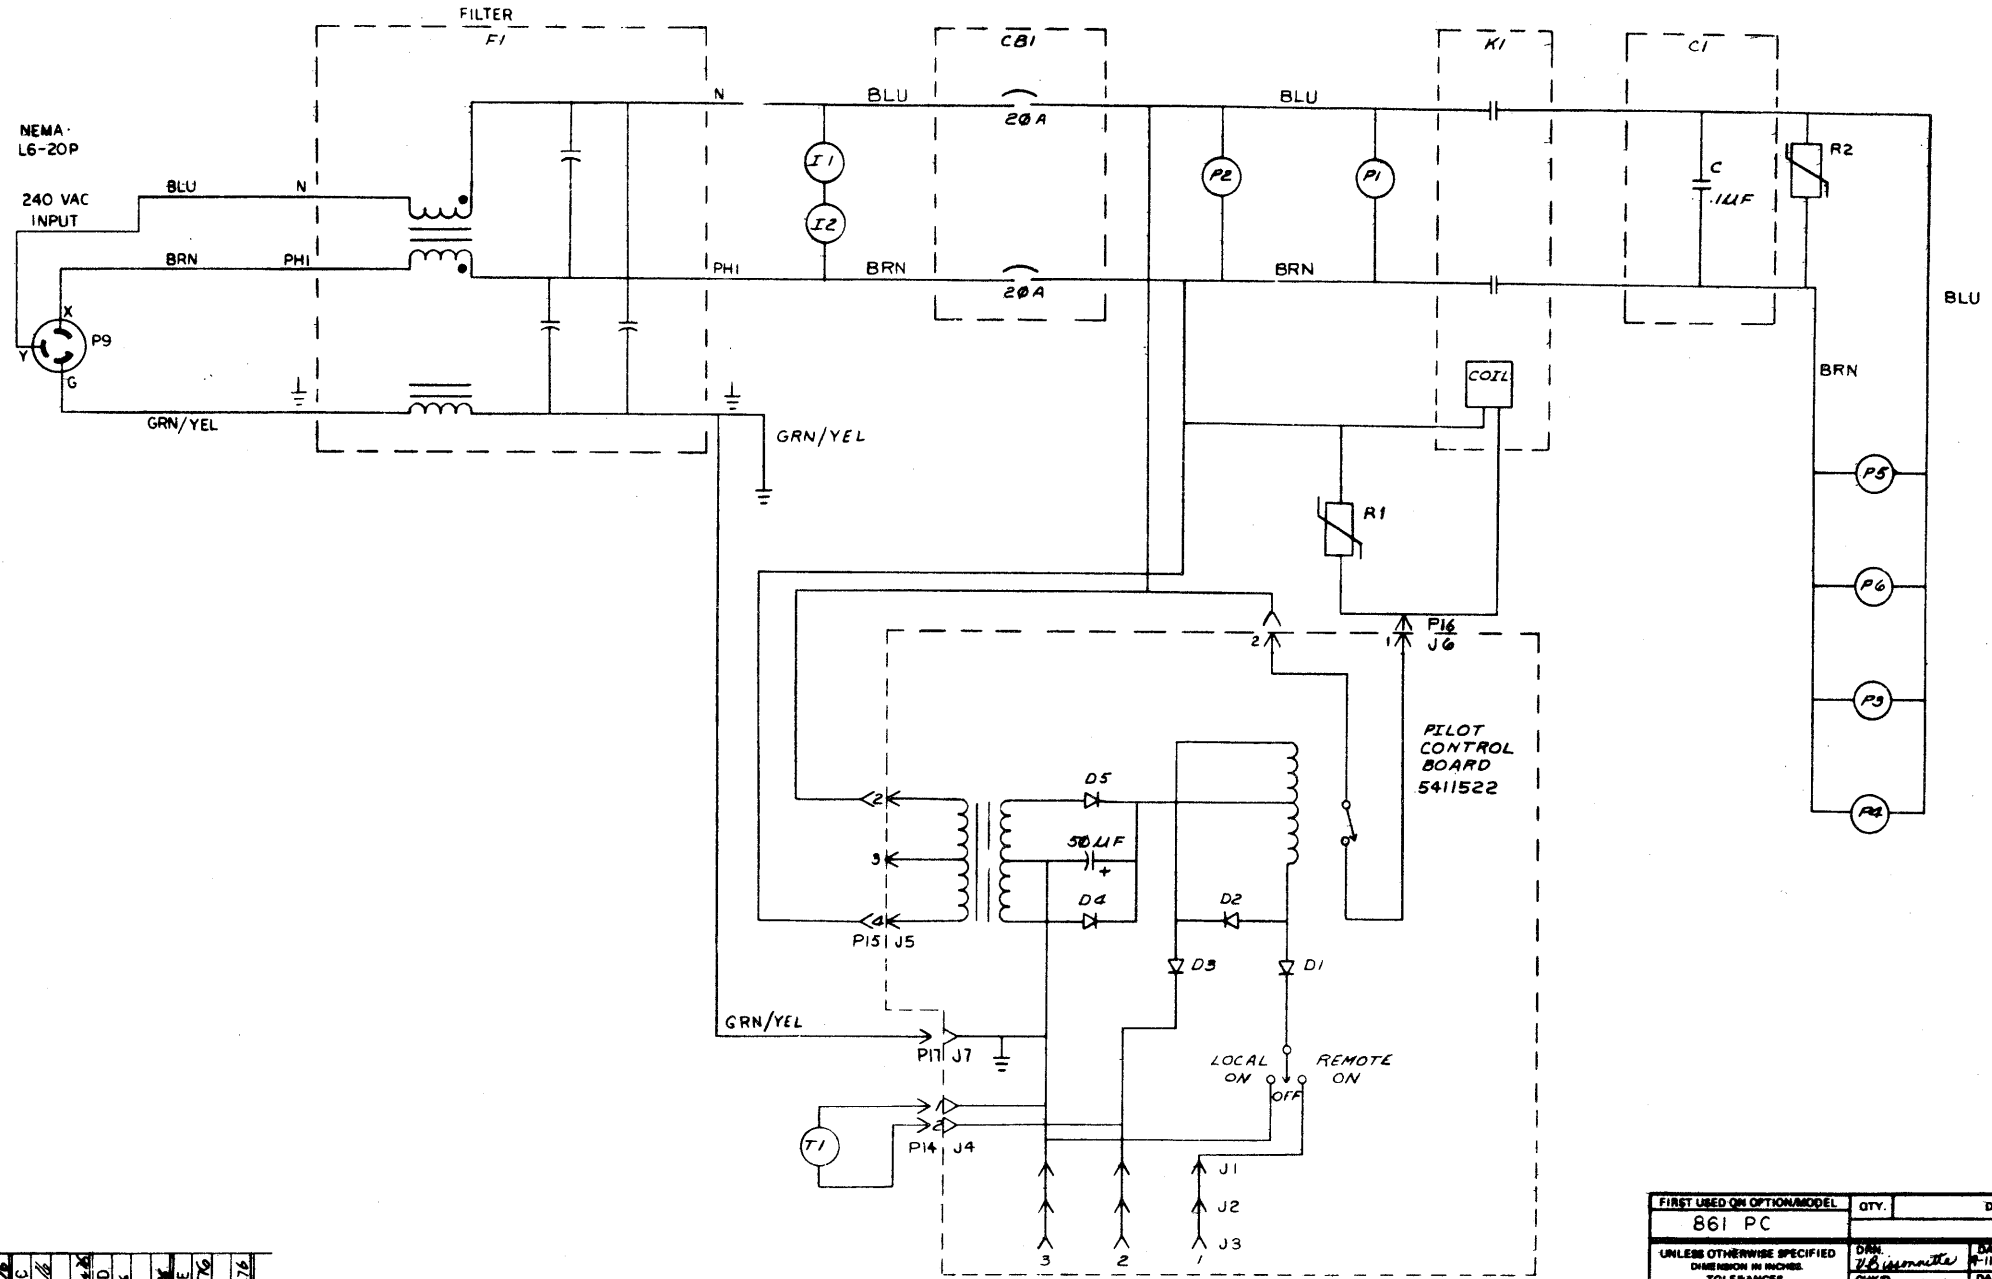 FILTER
F1
CB1
K1
C1
N
BLU
20A
BLU
NEMA
L6-20P
I1
P2
P1
C
.1UF
R2
BLU
N
240 VAC
INPUT
I2
BRN
PH1
PH1
BRN
20A
BRN
BLU
X
P9
Y
G
COIL
BRN
GRN/YEL
GRN/YEL
P5
R1
P6
2
1
P16
J6
P3
PILOT
CONTROL
BOARD
5411522
D5
2
P4
50UF
+
3
D4
D2
4
P15 J5
D3
D1
GRN/YEL
P17 J7
LOCAL
ON
OFF
REMOTE
ON
1
2
T1
P14 J4
J1
J2
J3
3
2
1
FIRST USED ON OPTION/MODEL
QTY.
861 PC
UNLESS OTHERWISE SPECIFIED
DIMENSION IN INCHES
TOLERANCES
DRN.